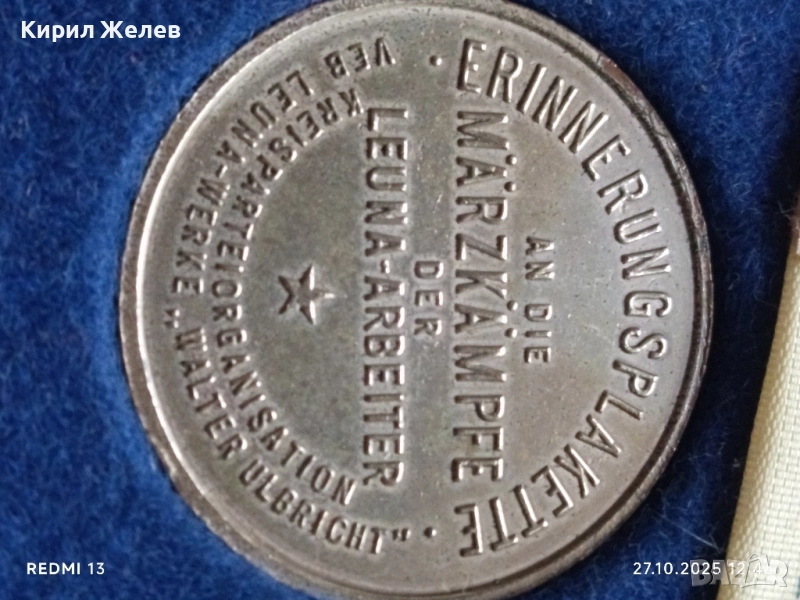 Кирил Желев
· ERINNERUNGSPLAKETTE ·
AN DIE
MÄRZKÄMPFE
DER
LEUNA-ARBEITER
KREISPARTEIORGANISATION
VEB LEUNA-WERKE „WALTER ULBRICHT"
REDMI 13
27.10.2025
BAZAR